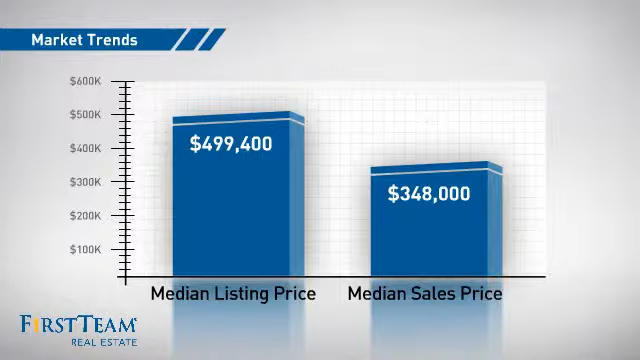 Market Trends
$600K
$500K
$400K
$300K
$200K
$100K
$499,400
$348,000
Median Listing Price
Median Sales Price
FIRSTTEAM®
REAL ESTATE